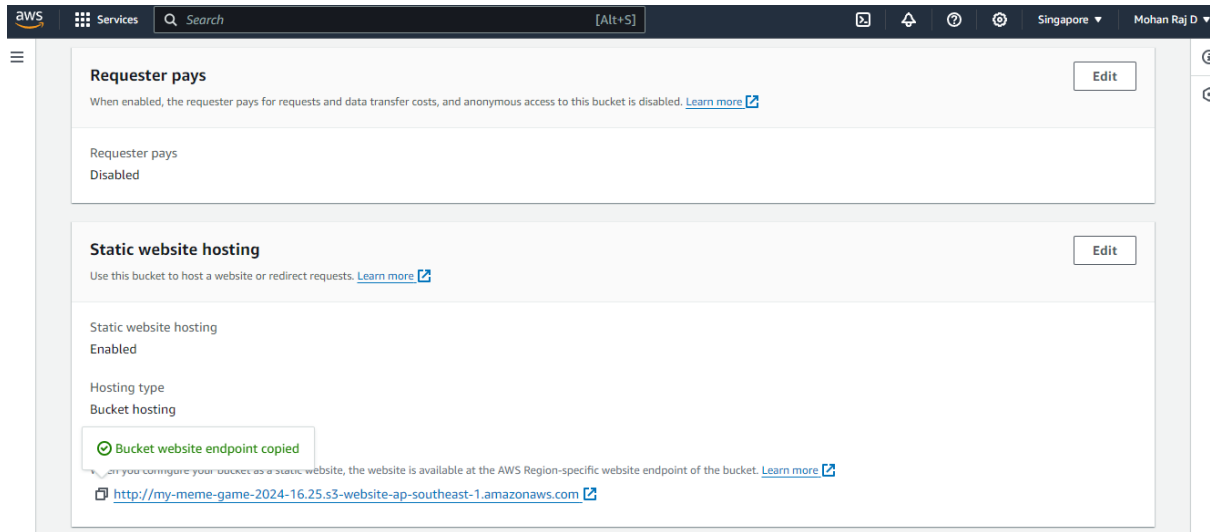 aws Services Search [Alt+S] Singapore Mohan Raj D
Requester pays Edit
When enabled, the requester pays for requests and data transfer costs, and anonymous access to this bucket is disabled. Learn more
Requester pays
Disabled
Static website hosting Edit
Use this bucket to host a website or redirect requests. Learn more
Static website hosting
Enabled
Hosting type
Bucket hosting
Bucket website endpoint copied
you configure your bucket as a static website, the website is available at the AWS Region-specific website endpoint of the bucket. Learn more
http://my-meme-game-2024-16.25.s3-website-ap-southeast-1.amazonaws.com